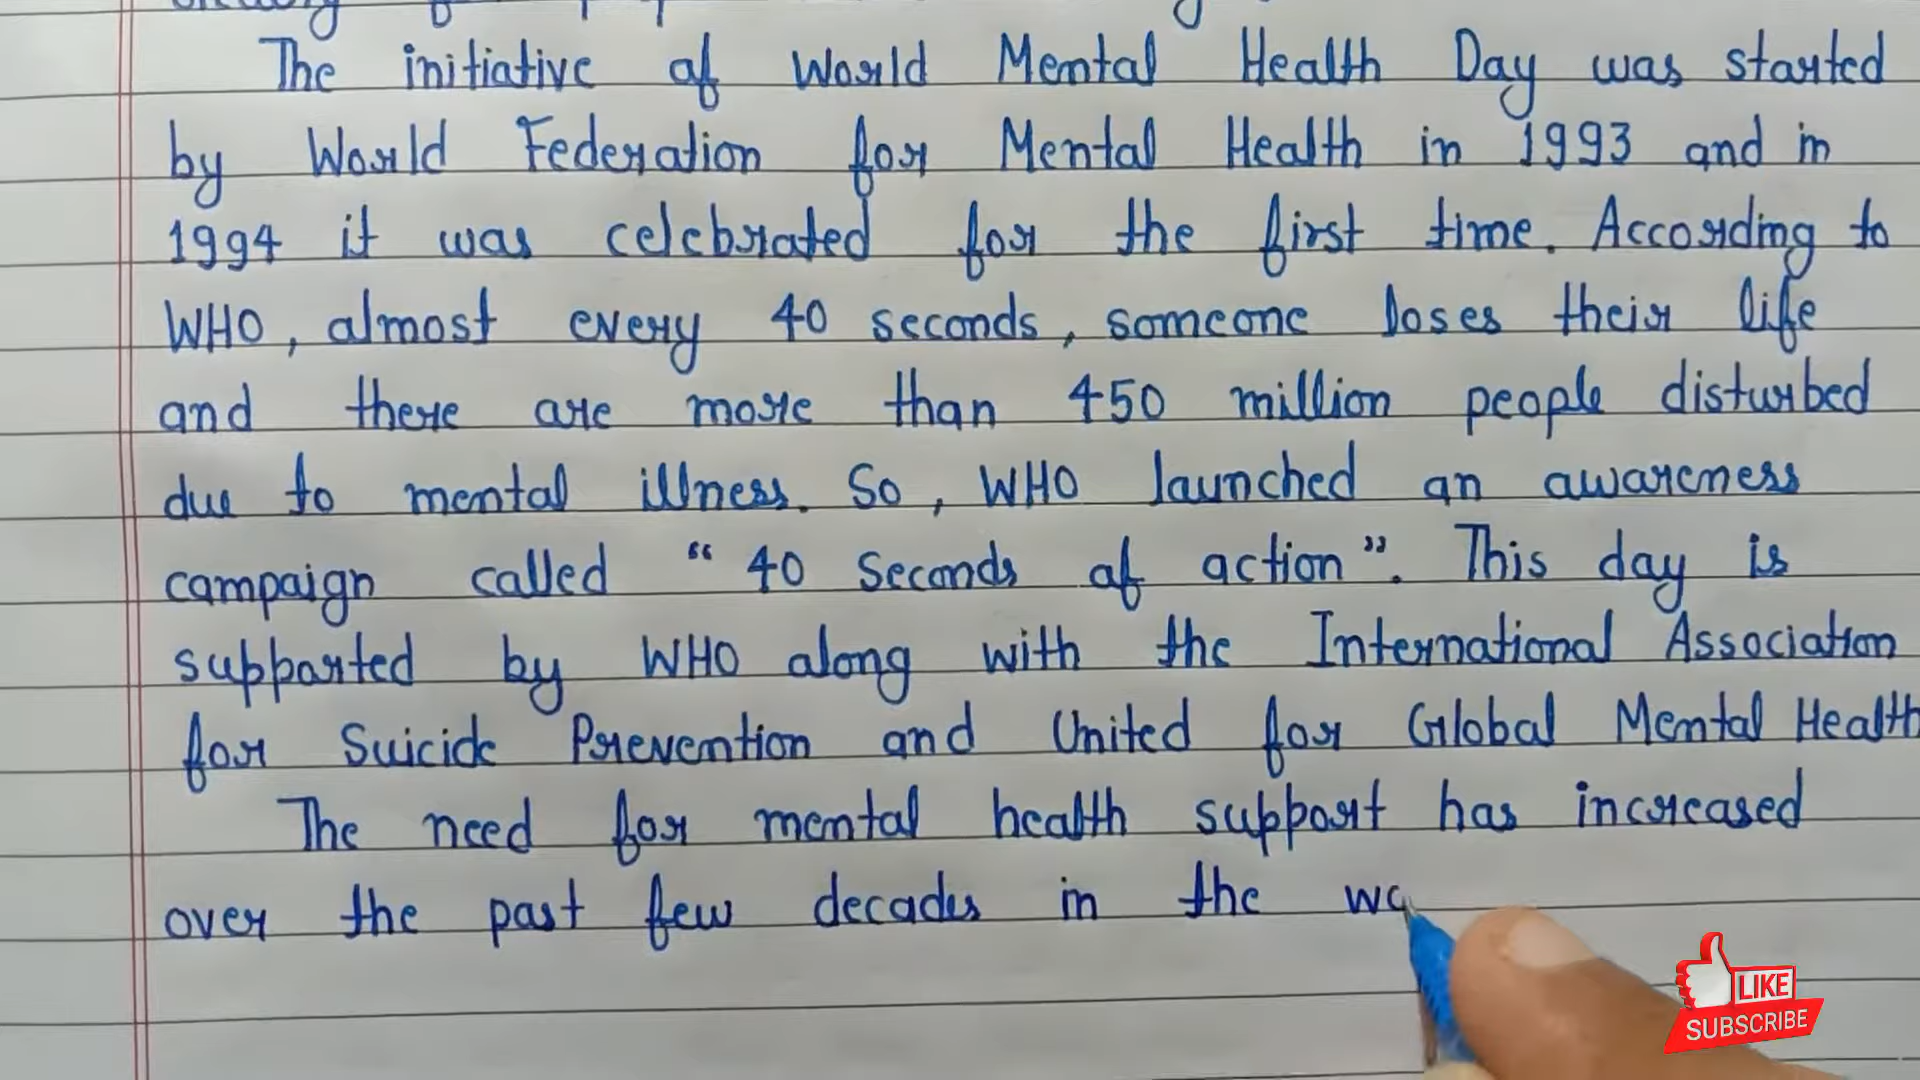 The initiative of World Mental Health Day was started
by World Federation for Mental Health in 1993 and in
1994 it was celebrated for the first time. According to
WHO, almost every 40 seconds, someone loses their life
and there are more than 450 million people disturbed
due to mental illness. So, WHO launched an awareness
campaign called “40 Seconds of action”. This day is
supported by WHO along with the International Association
for Suicide Prevention and United for Global Mental Health
The need for mental health support has increased
over the past few decades in the wo
LIKE
SUBSCRIBE